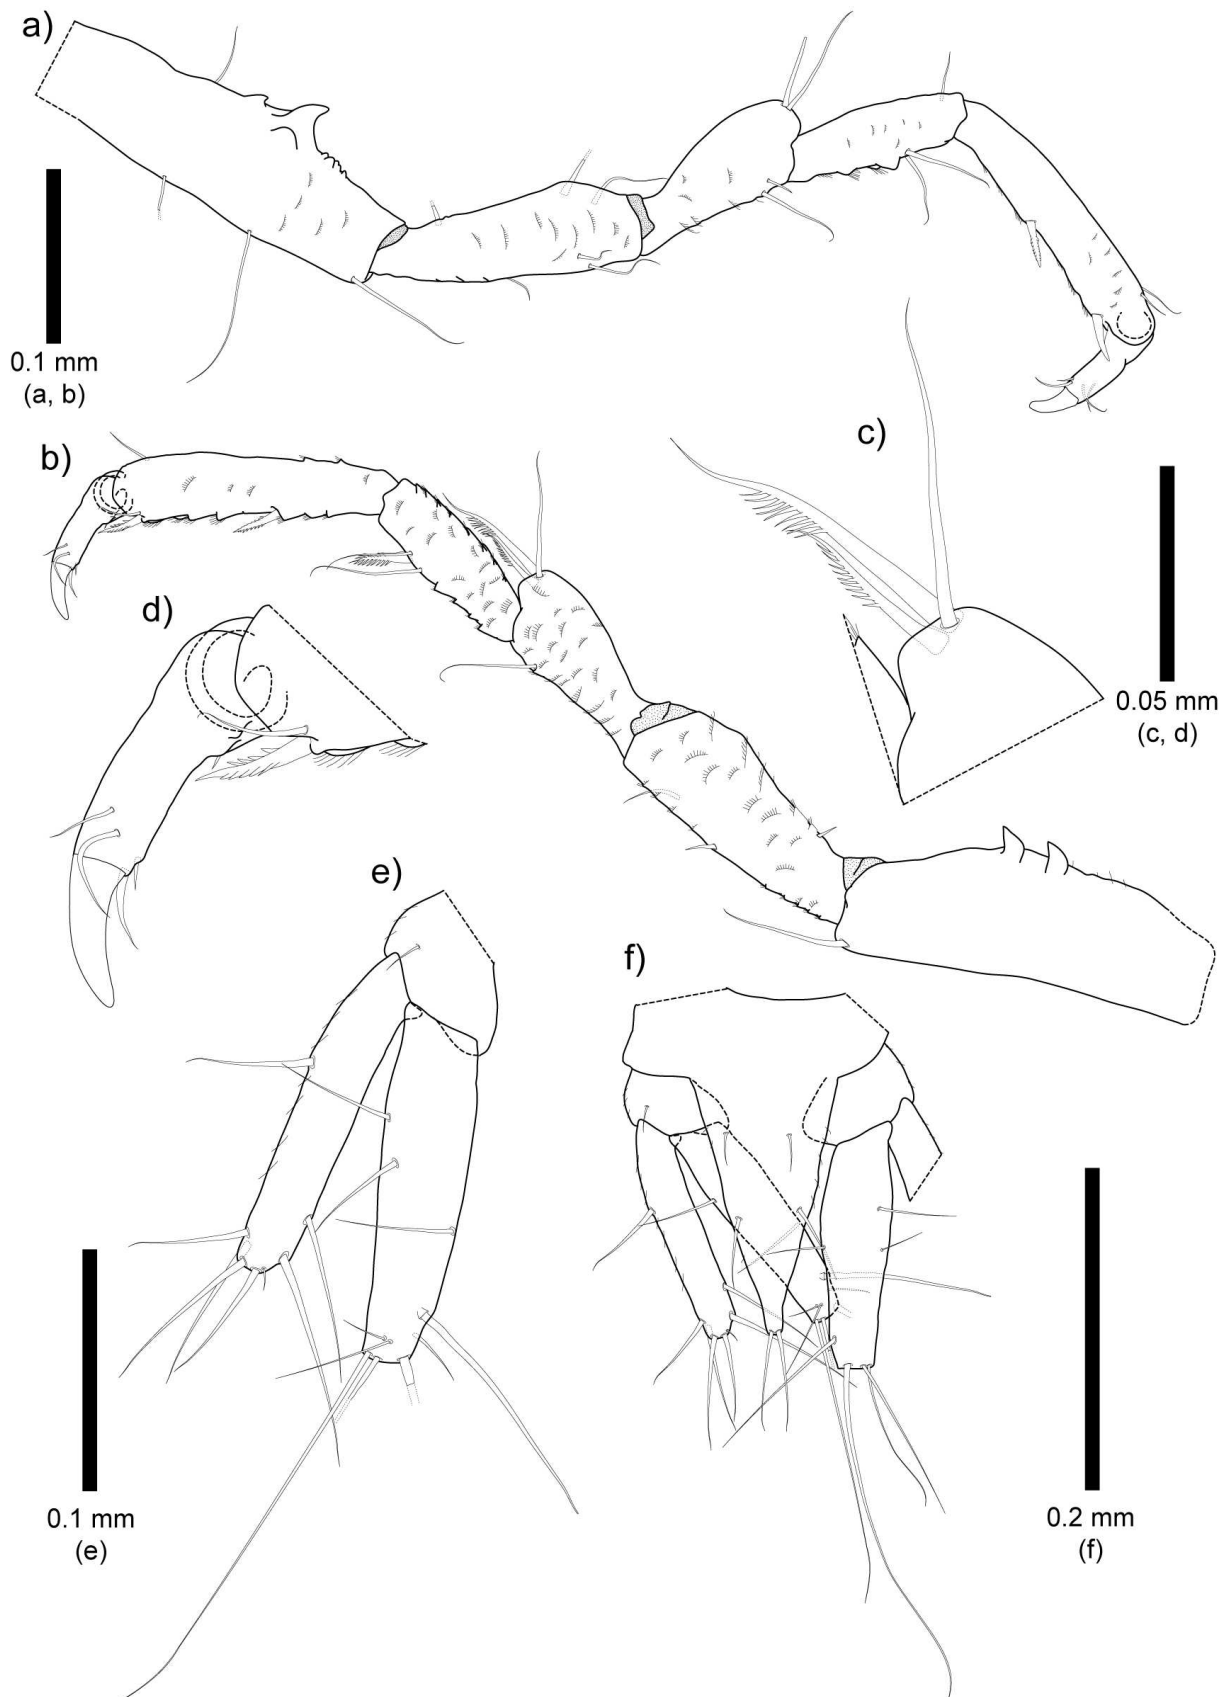 a)
0.1 mm
(a, b)
b)
c)
d)
0.05 mm
(c, d)
e)
f)
0.1 mm
(e)
0.2 mm
(f)